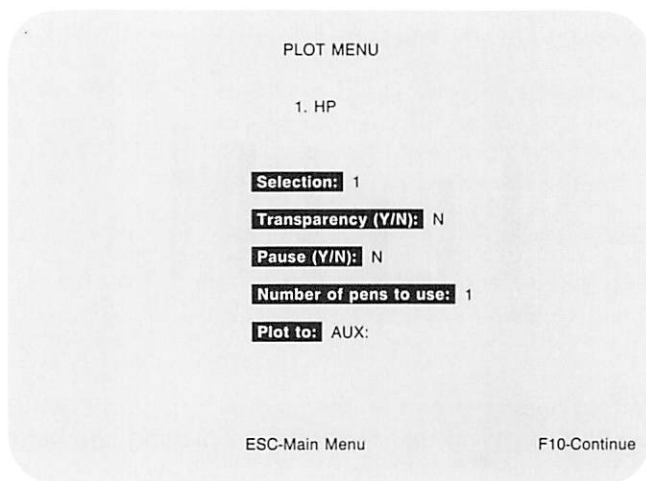 PLOT MENU
1. HP
Selection: 1
Transparency (Y/N): N
Pause (Y/N): N
Number of pens to use: 1
Plot to: AUX:
ESC-Main Menu F10-Continue